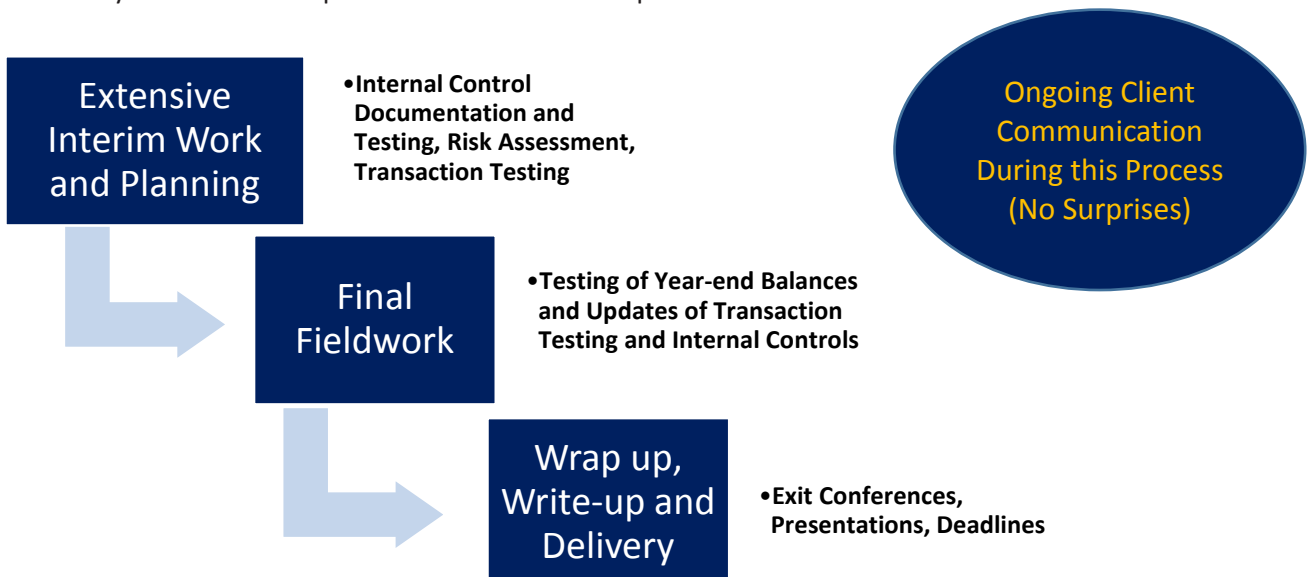 Extensive
Interim Work
and Planning
•Internal Control
Documentation and
Testing, Risk Assessment,
Transaction Testing
Ongoing Client
Communication
During this Process
(No Surprises)
Final
Fieldwork
•Testing of Year-end Balances
and Updates of Transaction
Testing and Internal Controls
Wrap up,
Write-up and
Delivery
•Exit Conferences,
Presentations, Deadlines